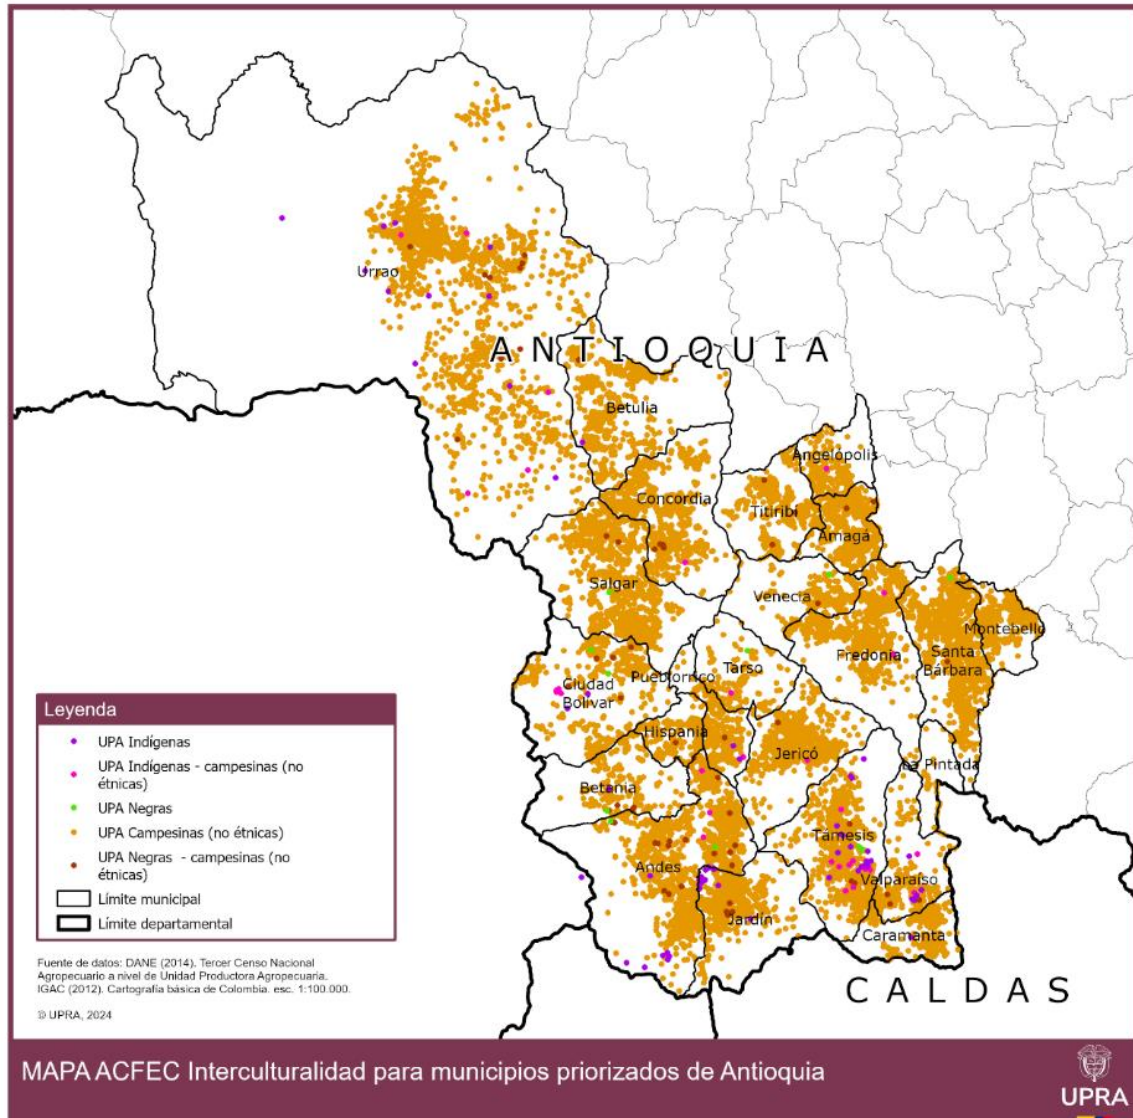 Urrao
ANTIOQUIA
Betulia
Angelópolis
Concordia
Titiribí
Amagá
Salgar
Venecia
Montebello
Fredonia
Santa
Bárbara
Tarso
Pueblorrico
Ciudad
Bolívar
Hispania
Jericó
La Pintada
Betania
Támesis
Andes
Valparaíso
Jardín
Caramanta
CALDAS
Leyenda
UPA Indígenas
UPA Indígenas - campesinas (no
étnicas)
UPA Negras
UPA Campesinas (no étnicas)
UPA Negras - campesinas (no
étnicas)
Límite municipal
Límite departamental
Fuente de datos: DANE (2014). Tercer Censo Nacional
Agropecuario a nivel de Unidad Productora Agropecuaria.
IGAC (2012). Cartografía básica de Colombia. esc. 1:100.000.
© UPRA, 2024
MAPA ACFEC Interculturalidad para municipios priorizados de Antioquia
UPRA